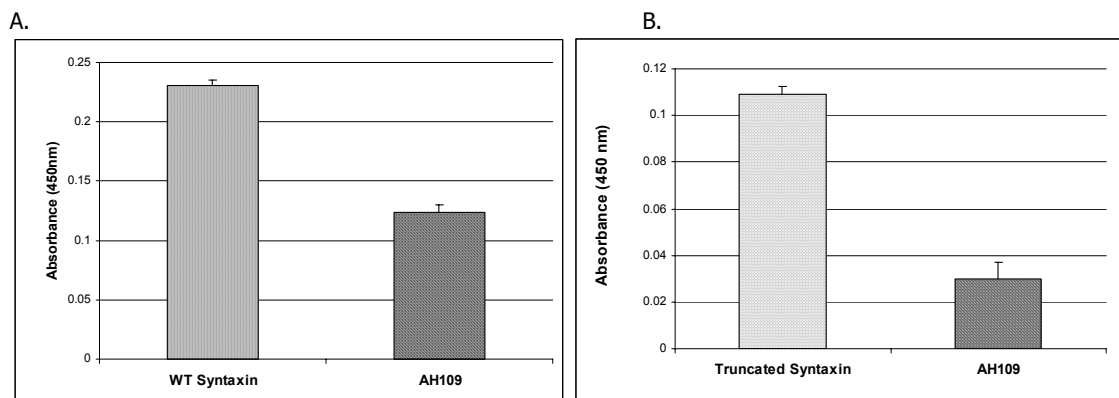 A.
0.25
0.2
0.15
0.1
0.05
0
Absorbance (450nm)
WT Syntaxin
AH109
B.
0.12
0.1
0.08
0.06
0.04
0.02
0
Absorbance (450 nm)
Truncated Syntaxin
AH109